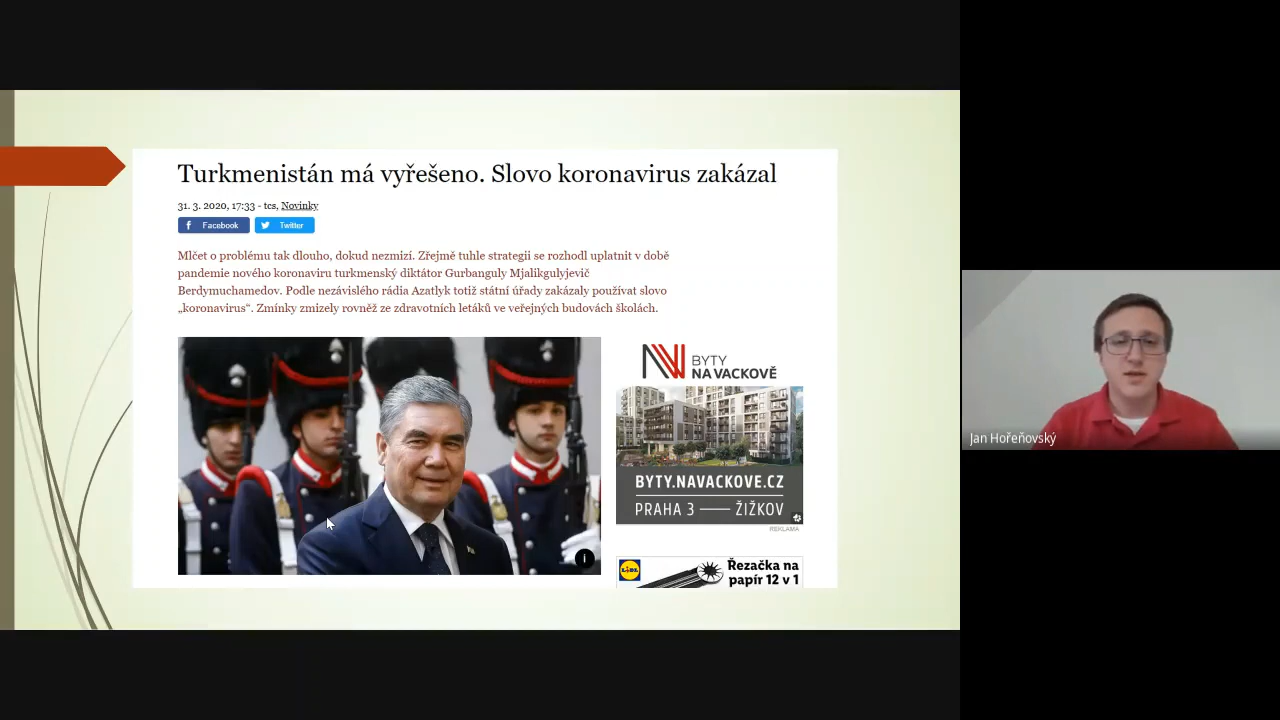 Turkmenistán má vyřešeno. Slovo koronavirus zakázal
31. 3. 2020, 17:33 - tcs, Novinky
Facebook
Twitter
Mlčet o problému tak dlouho, dokud nezmizí. Zřejmě tuhle strategii se rozhodl uplatnit v době
pandemie nového koronaviru turkmenský diktátor Gurbanguly Mjalikgulyjevič
Berdymuchamedov. Podle nezávislého rádia Azatlyk totiž státní úřady zakázaly používat slovo
„koronavirus“. Zmínky zmizely rovněž ze zdravotních letáků ve veřejných budovách školách.
i
BYTY
NA VACKOVĚ
BYTY.NAVACKOVE.CZ
PRAHA 3 — ŽIŽKOV
REKLAMA
LIDL
Řezačka na
papír 12 v 1
Jan Hořeňovský